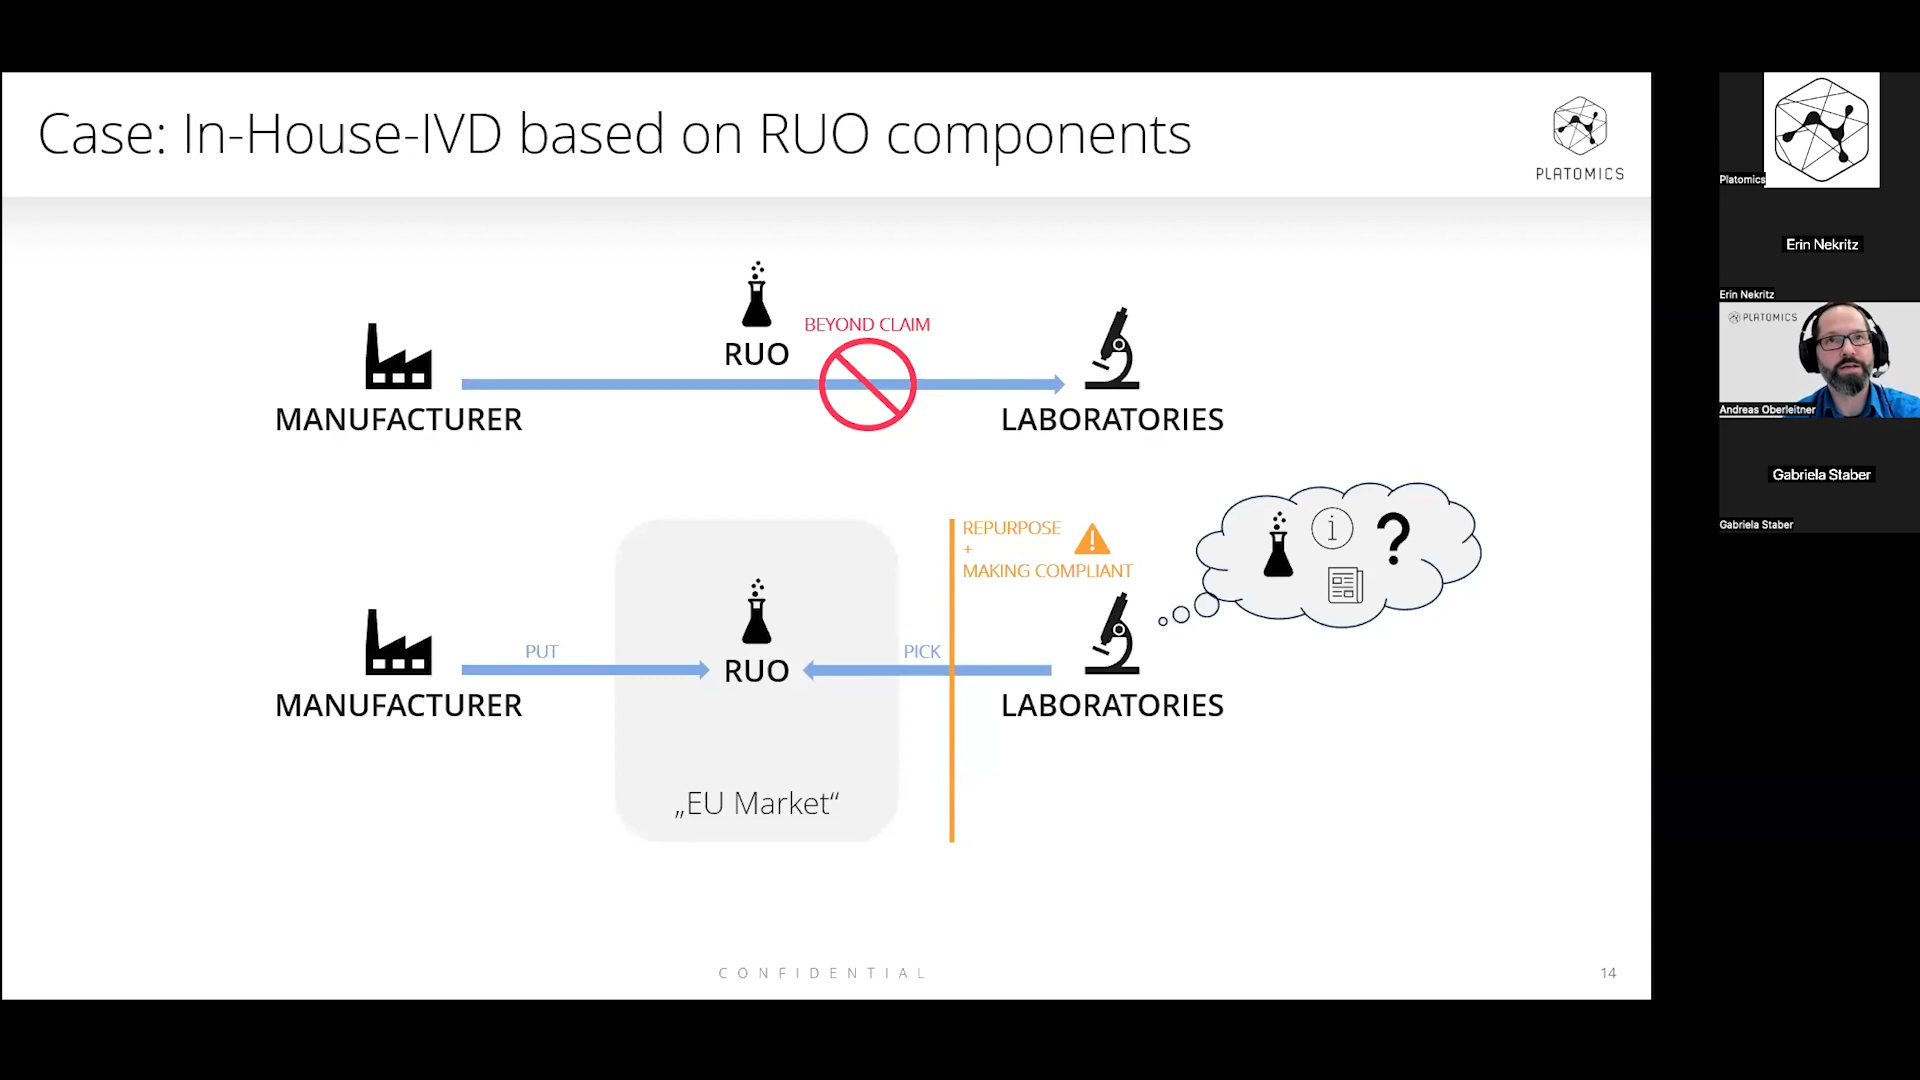 Case: In-House-IVD based on RUO components
PLATOMICS
BEYOND CLAIM
RUO
MANUFACTURER
LABORATORIES
REPURPOSE
+
MAKING COMPLIANT
i
?
PUT
RUO
PICK
MANUFACTURER
LABORATORIES
„EU Market“
CONFIDENTIAL
14
Platomics
Erin Nekritz
Erin Nekritz
PLATOMICS
Andreas Oberleitner
Gabriela Staber
Gabriela Staber